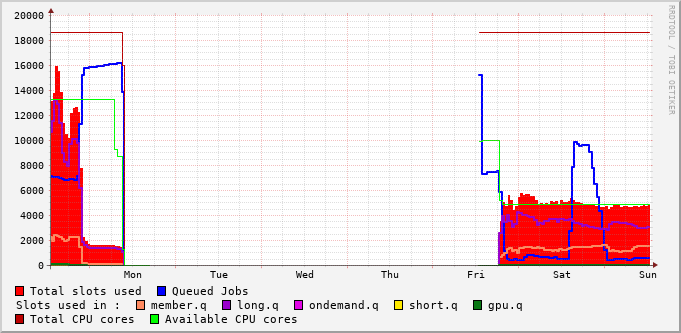 20000
18000
16000
14000
12000
10000
8000
6000
4000
2000
0
Mon Tue Wed Thu Fri Sat Sun
RRDTOOL / TOBI OETIKER
Total slots used Queued Jobs
Slots used in : member.q long.q ondemand.q short.q gpu.q
Total CPU cores Available CPU cores